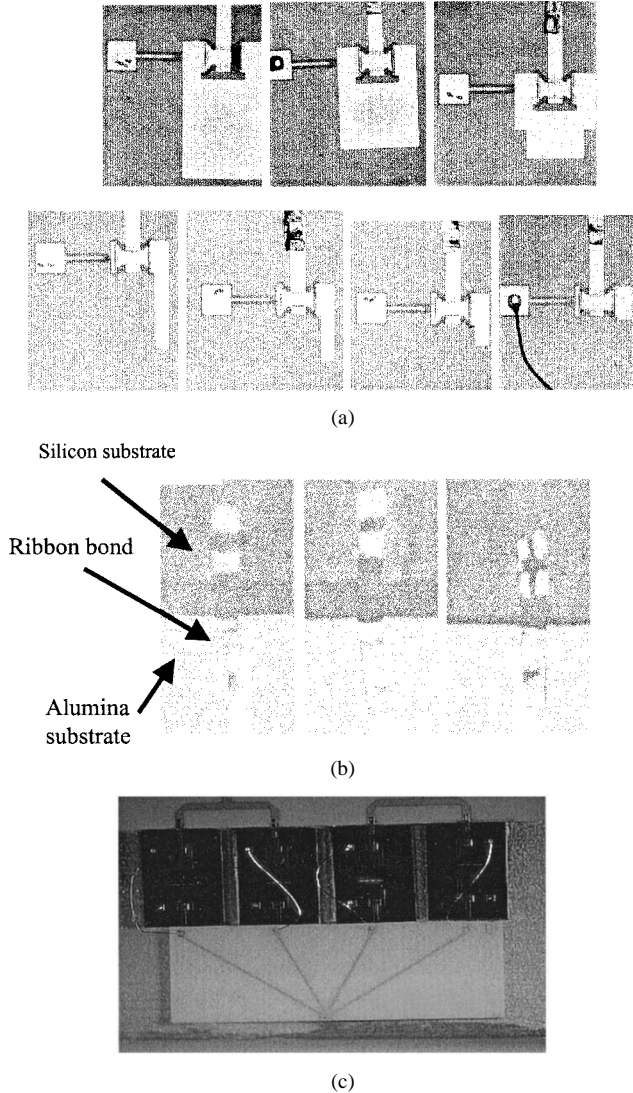 (a)
Silicon substrate
Ribbon bond
Alumina
substrate
(b)
(c)